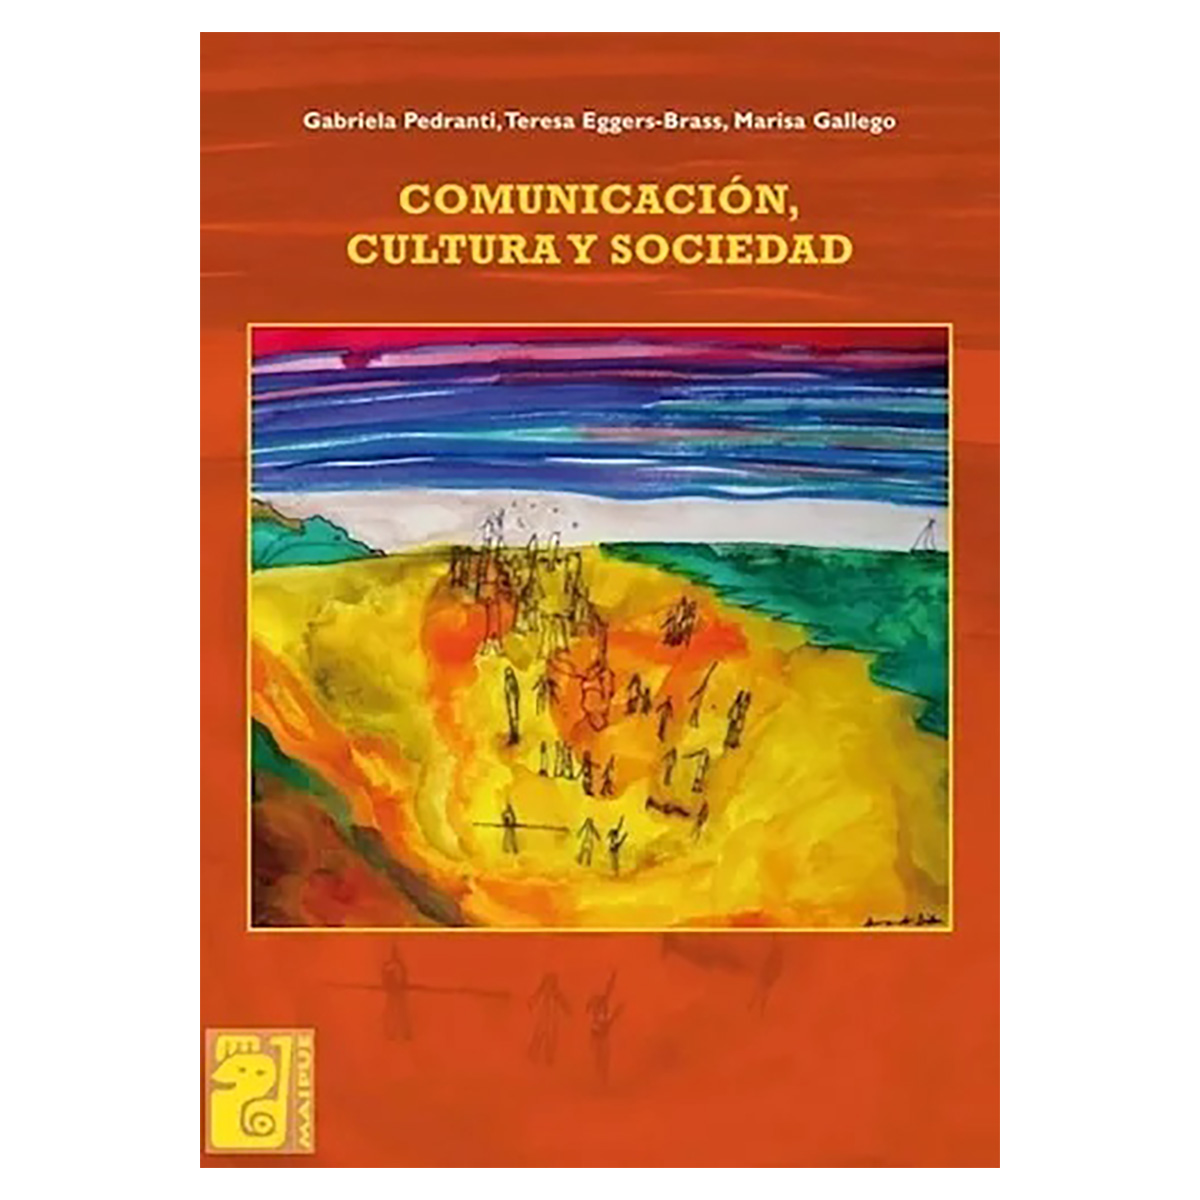 Gabriela Pedranti, Teresa Eggers-Brass, Marisa Gallego
COMUNICACIÓN,
CULTURA Y SOCIEDAD
MAIPUE